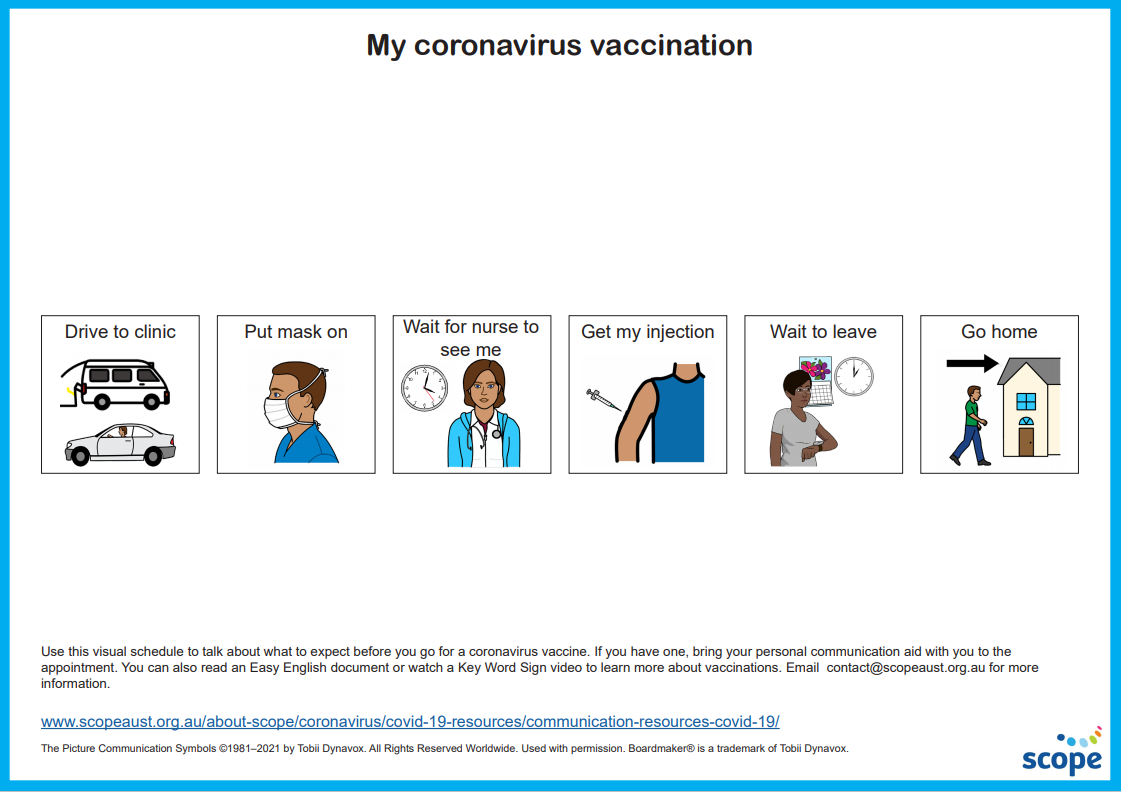 My coronavirus vaccination
Drive to clinic
Put mask on
Wait for nurse to
see me
Get my injection
Wait to leave
Go home
Use this visual schedule to talk about what to expect before you go for a coronavirus vaccine. If you have one, bring your personal communication aid with you to the
appointment. You can also read an Easy English document or watch a Key Word Sign video to learn more about vaccinations. Email  contact@scopeaust.org.au for more
information.
www.scopeaust.org.au/about-scope/coronavirus/covid-19-resources/communication-resources-covid-19/
The Picture Communication Symbols ©1981–2021 by Tobii Dynavox. All Rights Reserved Worldwide. Used with permission. Boardmaker® is a trademark of Tobii Dynavox.
scope